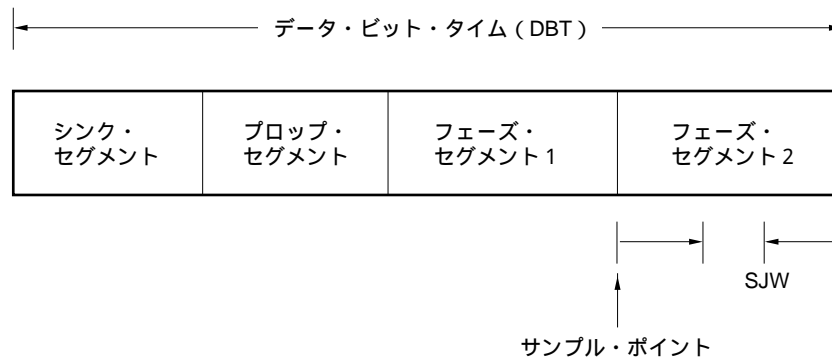 データ・ビット・タイム（DBT）
シンク・
セグメント
プロップ・
セグメント
フェーズ・
セグメント1
フェーズ・
セグメント2
SJW
サンプル・ポイント